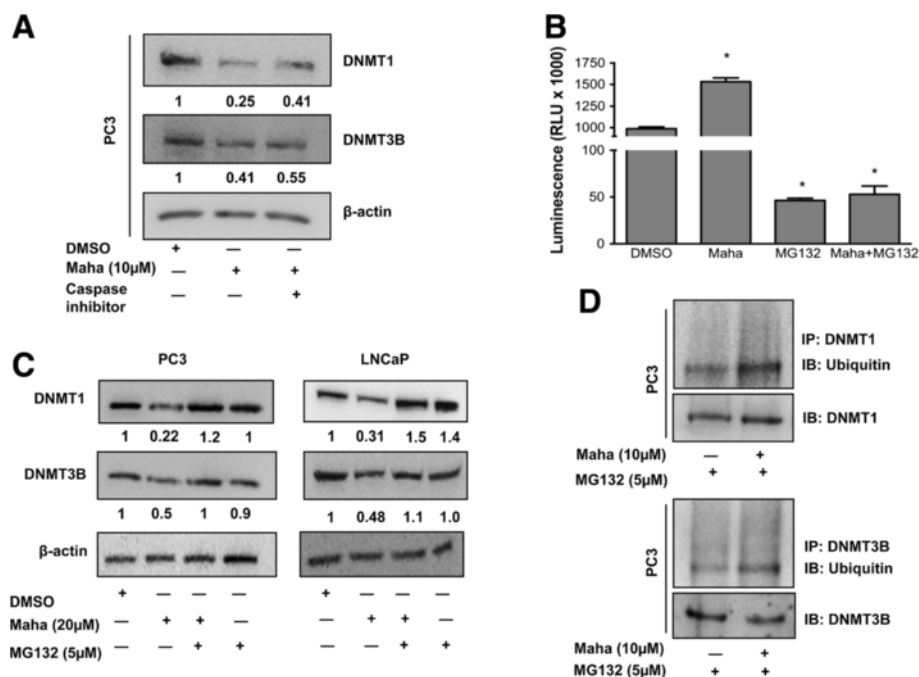 A
PC3
DNMT1
1 0.25 0.41
DNMT3B
1 0.41 0.55
β-actin
DMSO + — —
Maha (10μM) — + +
Caspase
inhibitor — — +
B
Luminescence (RLU x 1000)
1750
1500
1250
1000
100
50
0
* * *
DMSO Maha MG132 Maha+MG132
C
PC3 LNCaP
DNMT1
1 0.22 1.2 1 1 0.31 1.5 1.4
DNMT3B
1 0.5 1 0.9 1 0.48 1.1 1.0
β-actin
DMSO + — — — + — — —
Maha (20μM) — + + — — + + —
MG132 (5μM) — — + + — — + +
D
PC3
IP: DNMT1
IB: Ubiquitin
IB: DNMT1
Maha (10μM) — +
MG132 (5μM) + +
PC3
IP: DNMT3B
IB: Ubiquitin
IB: DNMT3B
Maha (10μM) — +
MG132 (5μM) + +